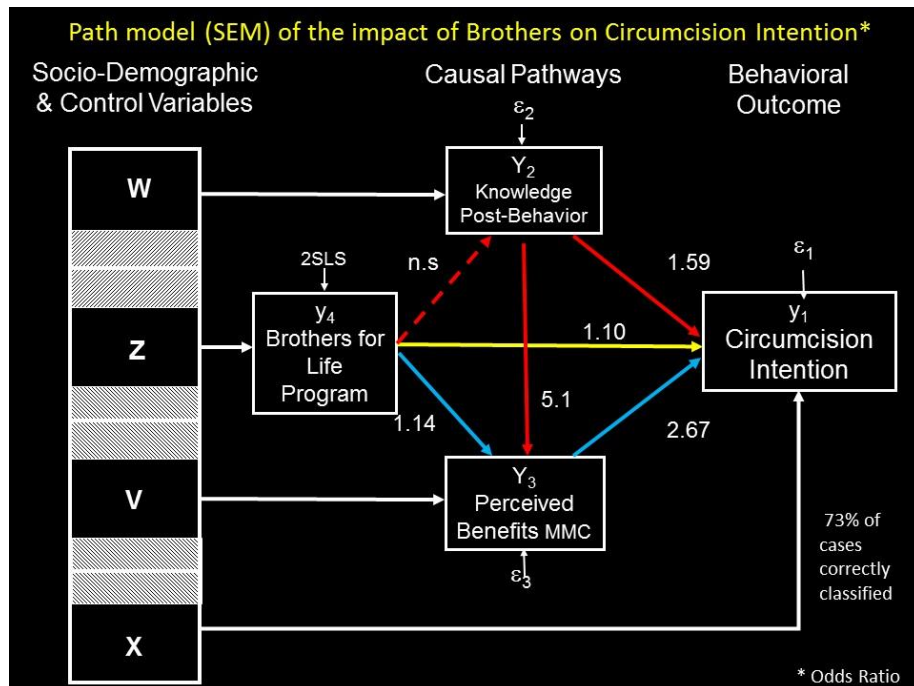 Path model (SEM) of the impact of Brothers on Circumcision Intention*
Socio-Demographic
& Control Variables
Causal Pathways
Behavioral
Outcome
ε2
W
Y2
Knowledge
Post-Behavior
2SLS
n.s
1.59
ε1
y4
Brothers for
Life
Program
Z
1.10
y1
Circumcision
Intention
1.14
5.1
2.67
V
Y3
Perceived
Benefits MMC
ε3
73% of
cases
correctly
classified
X
* Odds Ratio